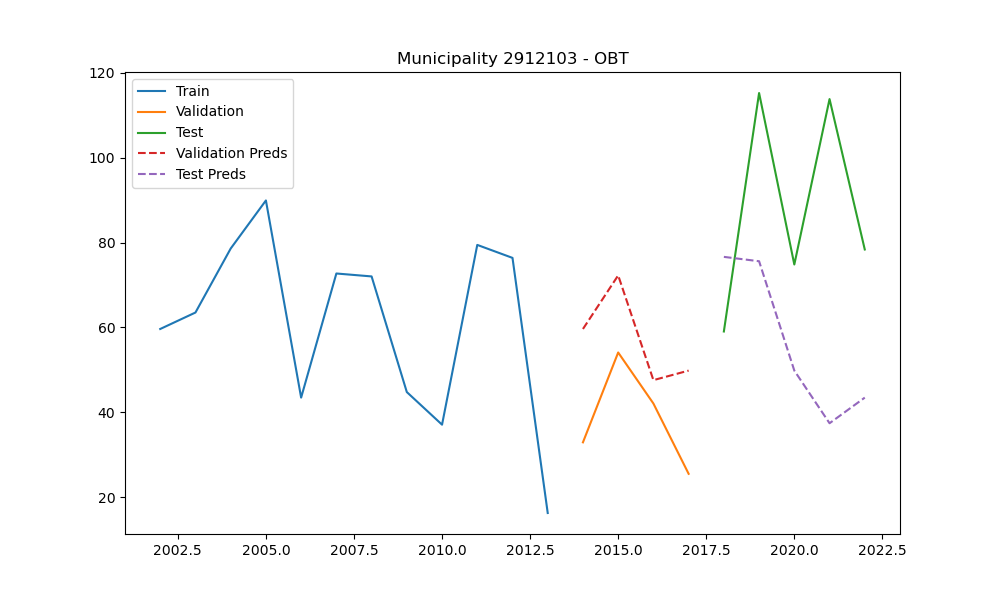 Municipality 2912103 - OBT
Train
Validation
Test
Validation Preds
Test Preds
120
100
80
60
40
20
2002.5 2005.0 2007.5 2010.0 2012.5 2015.0 2017.5 2020.0 2022.5